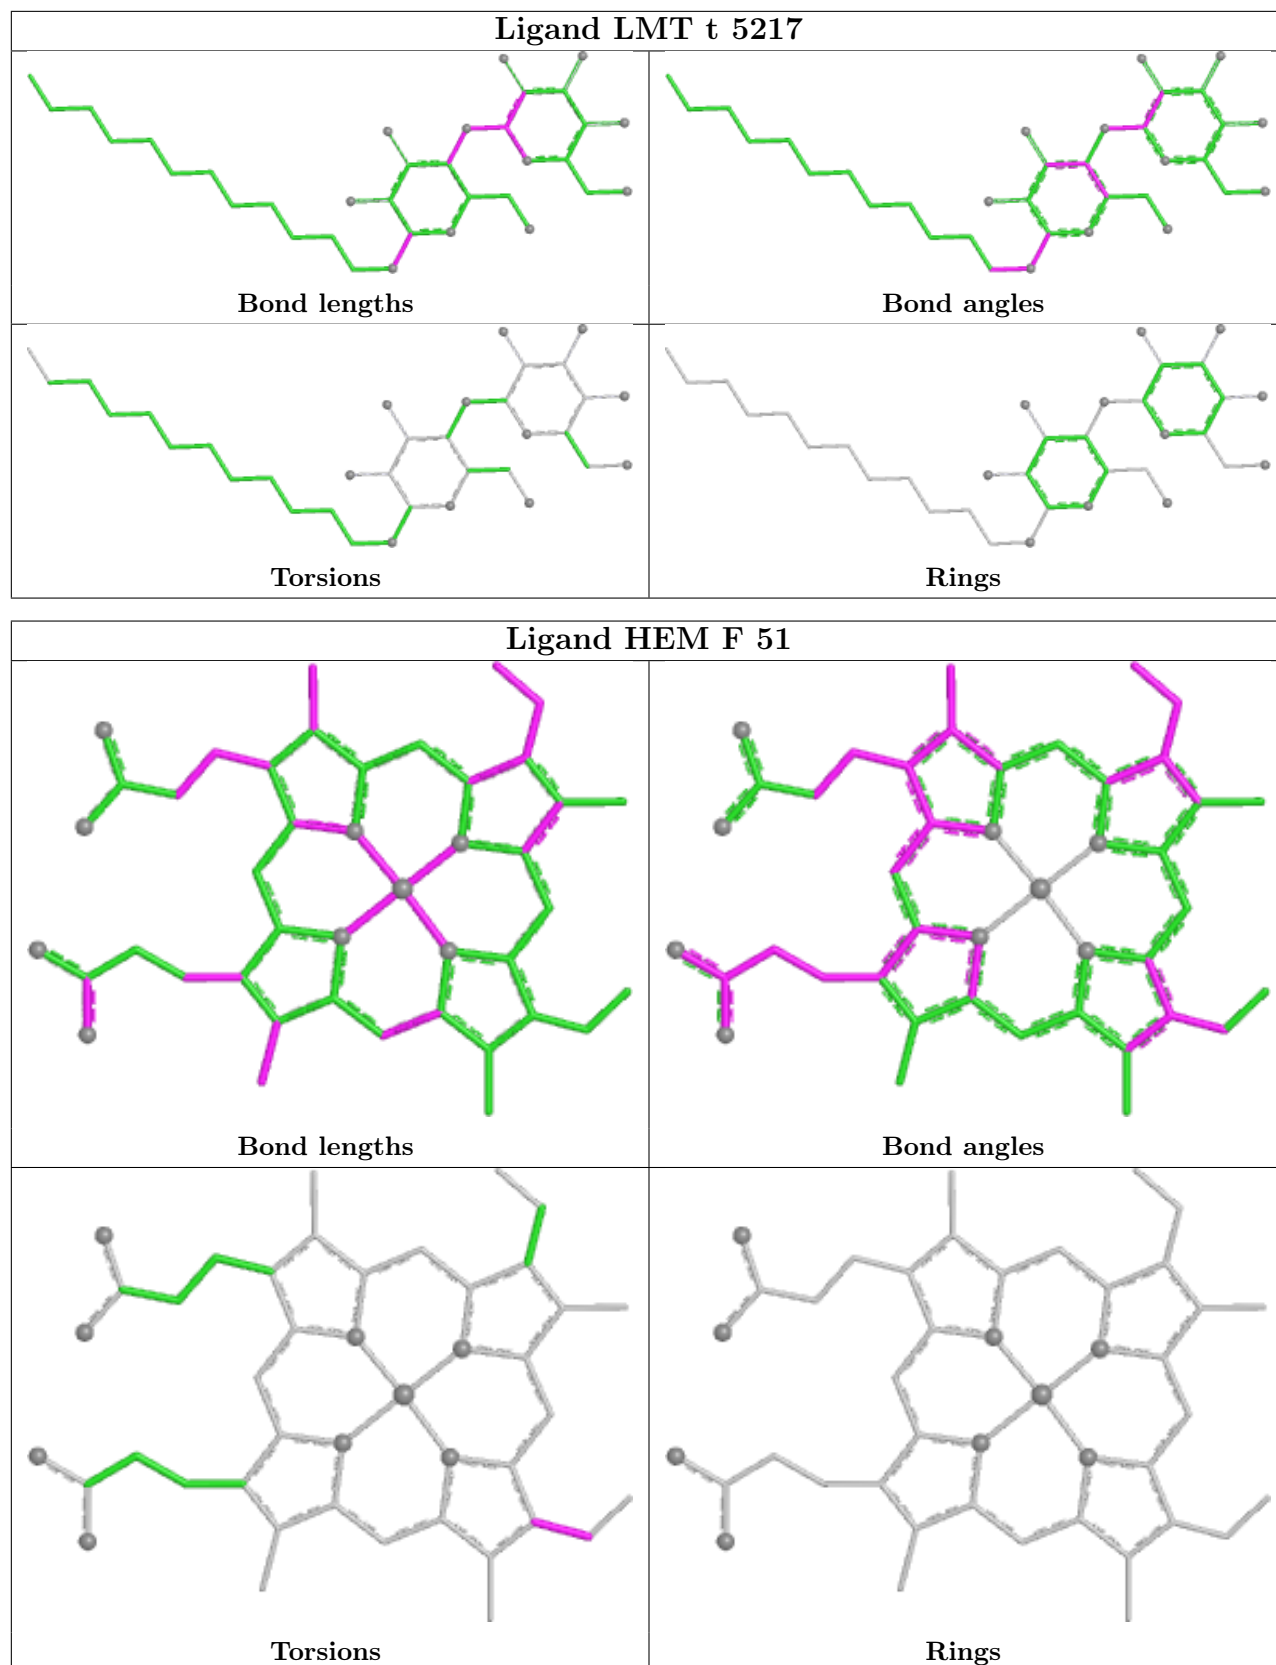 Ligand LMT t 5217
Bond lengths
Bond angles
Torsions
Rings
Ligand HEM F 51
Bond lengths
Bond angles
Torsions
Rings